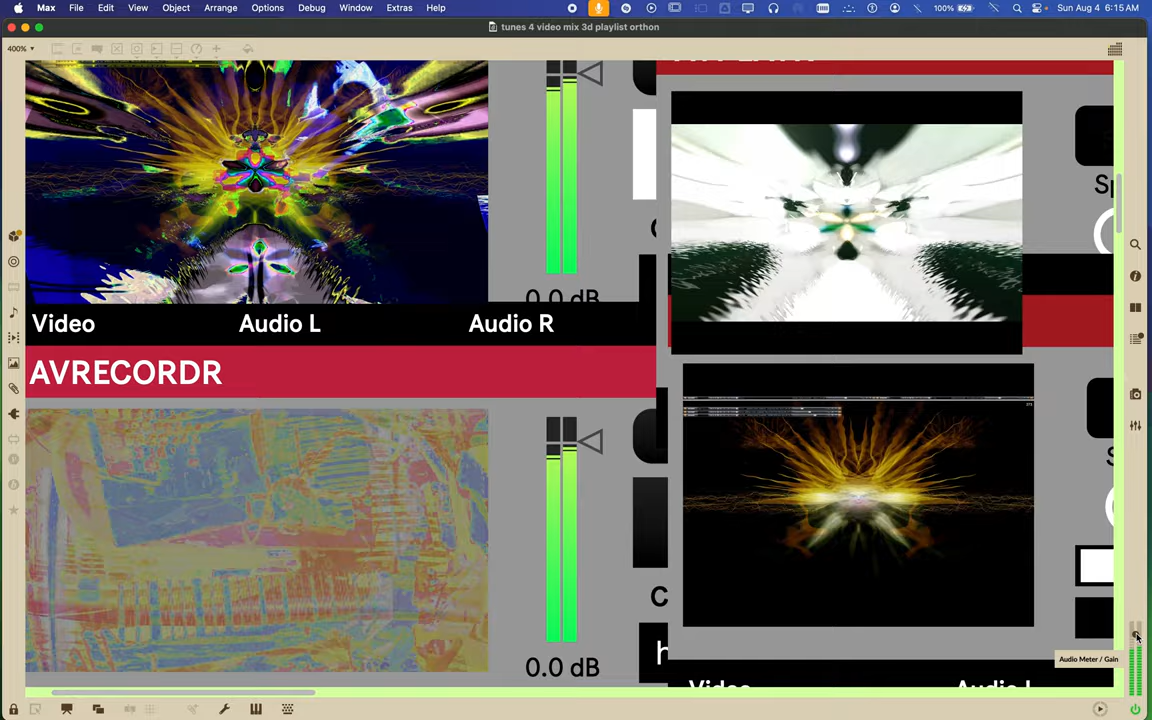 Max File Edit View Object Arrange Options Debug Window Extras Help
100% Sun Aug 4 6:15 AM
tunes 4 video mix 3d playlist orthon
400%
0.0 dB
Video Audio L Audio R
AVRECORDR
0.0 dB
Audio Meter / Gain
Video Audio L